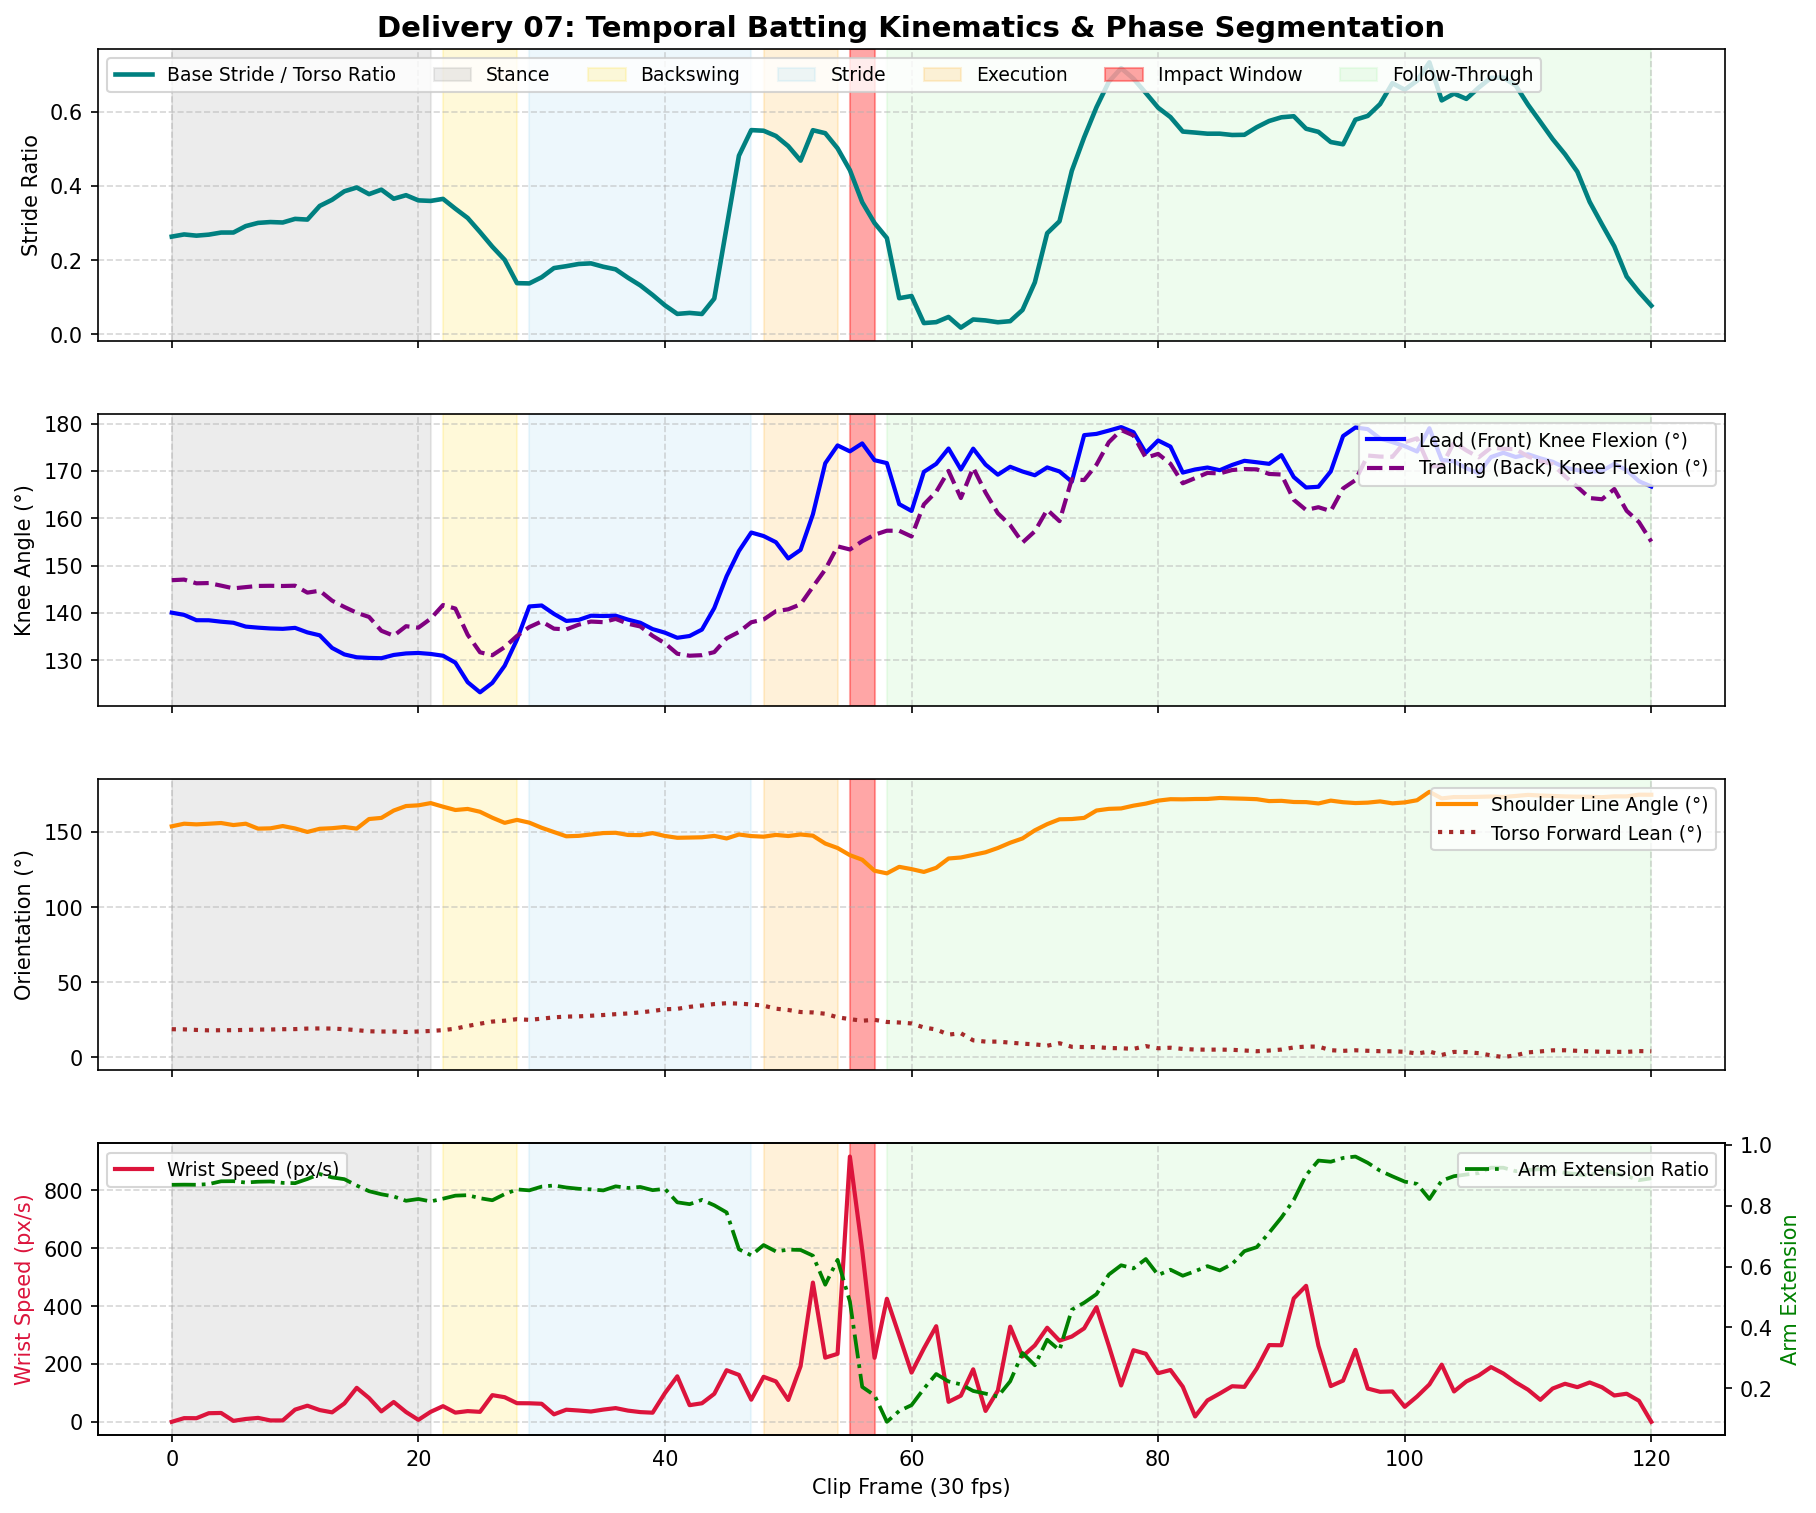 Delivery 07: Temporal Batting Kinematics & Phase Segmentation
Base Stride / Torso Ratio Stance Backswing Stride Execution Impact Window Follow-Through
Stride Ratio
0.6
0.4
0.2
0.0
Lead (Front) Knee Flexion (°)
Trailing (Back) Knee Flexion (°)
Knee Angle (°)
180
170
160
150
140
130
Shoulder Line Angle (°)
Torso Forward Lean (°)
Orientation (°)
150
100
50
0
Wrist Speed (px/s)
Arm Extension Ratio
Wrist Speed (px/s)
800
600
400
200
0
1.0
0.8
0.6
0.4
0.2
Arm Extension
0 20 40 60 80 100 120
Clip Frame (30 fps)